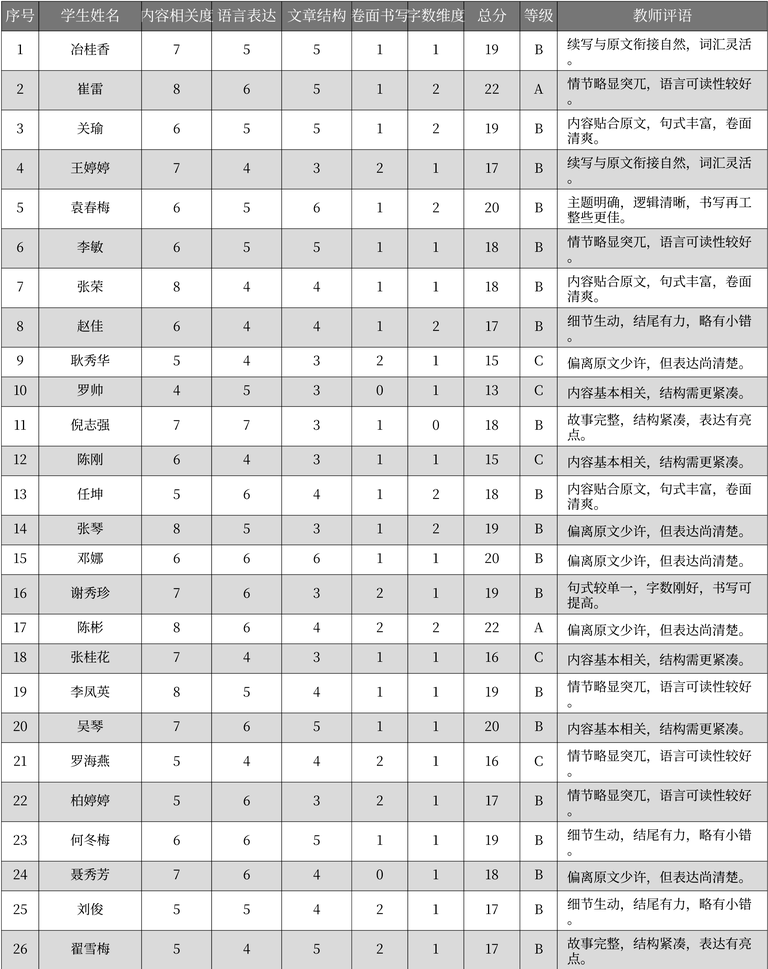 序号 学生姓名 内容相关度 语言表达 文章结构 卷面书写 字数维度 总分 等级 教师评语
1 冶桂香 7 5 5 1 1 19 B 续写与原文衔接自然，词汇灵活
。
2 崔雷 8 6 5 1 2 22 A 情节略显突兀，语言可读性较好
。
3 关瑜 6 5 5 1 2 19 B 内容贴合原文，句式丰富，卷面
清爽。
4 王婷婷 7 4 3 2 1 17 B 续写与原文衔接自然，词汇灵活
。
5 袁春梅 6 5 6 1 2 20 B 主题明确，逻辑清晰，书写再工
整些更佳。
6 李敏 6 5 5 1 1 18 B 情节略显突兀，语言可读性较好
。
7 张荣 8 4 4 1 1 18 B 内容贴合原文，句式丰富，卷面
清爽。
8 赵佳 6 4 4 1 2 17 B 细节生动，结尾有力，略有小错
。
9 耿秀华 5 4 3 2 1 15 C 偏离原文少许，但表达尚清楚。
10 罗帅 4 5 3 0 1 13 C 内容基本相关，结构需更紧凑。
11 倪志强 7 7 3 1 0 18 B 故事完整，结构紧凑，表达有亮
点。
12 陈刚 6 4 3 1 1 15 C 内容基本相关，结构需更紧凑。
13 任坤 5 6 4 1 2 18 B 内容贴合原文，句式丰富，卷面
清爽。
14 张琴 8 5 3 1 2 19 B 偏离原文少许，但表达尚清楚。
15 邓娜 6 6 6 1 1 20 B 偏离原文少许，但表达尚清楚。
16 谢秀珍 7 6 3 2 1 19 B 句式较单一，字数刚好，书写可
提高。
17 陈彬 8 6 4 2 2 22 A 偏离原文少许，但表达尚清楚。
18 张桂花 7 4 3 1 1 16 C 内容基本相关，结构需更紧凑。
19 李凤英 8 5 4 1 1 19 B 情节略显突兀，语言可读性较好
。
20 吴琴 7 6 5 1 1 20 B 内容基本相关，结构需更紧凑。
21 罗海燕 5 4 4 2 1 16 C 情节略显突兀，语言可读性较好
。
22 柏婷婷 5 6 3 2 1 17 B 情节略显突兀，语言可读性较好
。
23 何冬梅 6 6 5 1 1 19 B 细节生动，结尾有力，略有小错
。
24 聂秀芳 7 6 4 0 1 18 B 偏离原文少许，但表达尚清楚。
25 刘俊 5 5 4 2 1 17 B 细节生动，结尾有力，略有小错
。
26 翟雪梅 5 4 5 2 1 17 B 故事完整，结构紧凑，表达有亮
点。